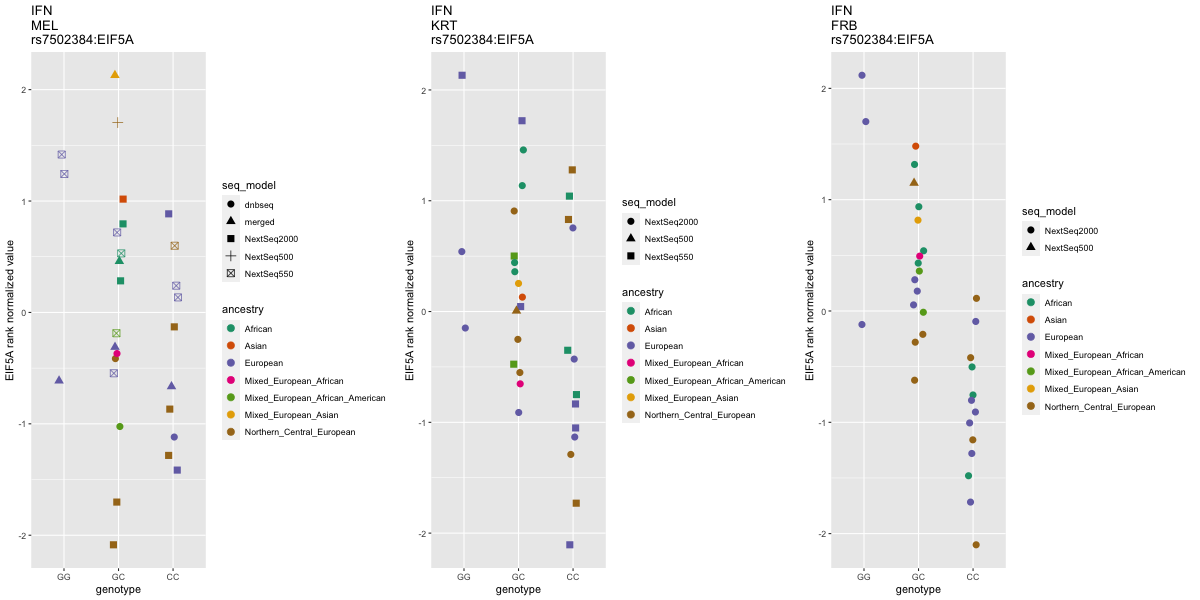 IFN
MEL
rs7502384:EIF5A
EIF5A rank normalized value
2
1
0
-1
-2
GG
GC
CC
genotype
seq_model
dnbseq
merged
NextSeq2000
NextSeq500
NextSeq550
ancestry
African
Asian
European
Mixed_European_African
Mixed_European_African_American
Mixed_European_Asian
Northern_Central_European
IFN
KRT
rs7502384:EIF5A
EIF5A rank normalized value
2
1
0
-1
-2
GG
GC
CC
genotype
seq_model
NextSeq2000
NextSeq500
NextSeq550
ancestry
African
Asian
European
Mixed_European_African
Mixed_European_African_American
Mixed_European_Asian
Northern_Central_European
IFN
FRB
rs7502384:EIF5A
EIF5A rank normalized value
2
1
0
-1
-2
GG
GC
CC
genotype
seq_model
NextSeq2000
NextSeq500
ancestry
African
Asian
European
Mixed_European_African
Mixed_European_African_American
Mixed_European_Asian
Northern_Central_European